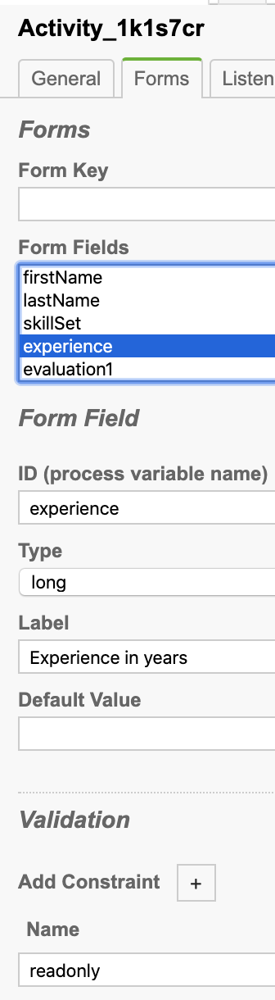 Activity_1k1s7cr
General
Forms
Listen
Forms
Form Key
Form Fields
firstName
lastName
skillSet
experience
evaluation1
Form Field
ID (process variable name)
experience
Type
long
Label
Experience in years
Default Value
Validation
Add Constraint +
Name
readonly